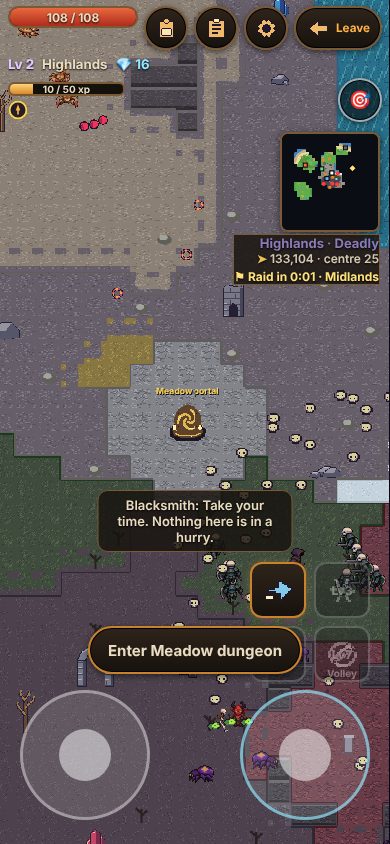 108 / 108
Leave
Lv 2 Highlands 💎 16
10 / 50 xp
Highlands · Deadly
➤ 133,104 · centre 25
⚑ Raid in 0:01 · Midlands
Meadow portal
Blacksmith: Take your
time. Nothing here is in a
hurry.
Enter Meadow dungeon
Volley